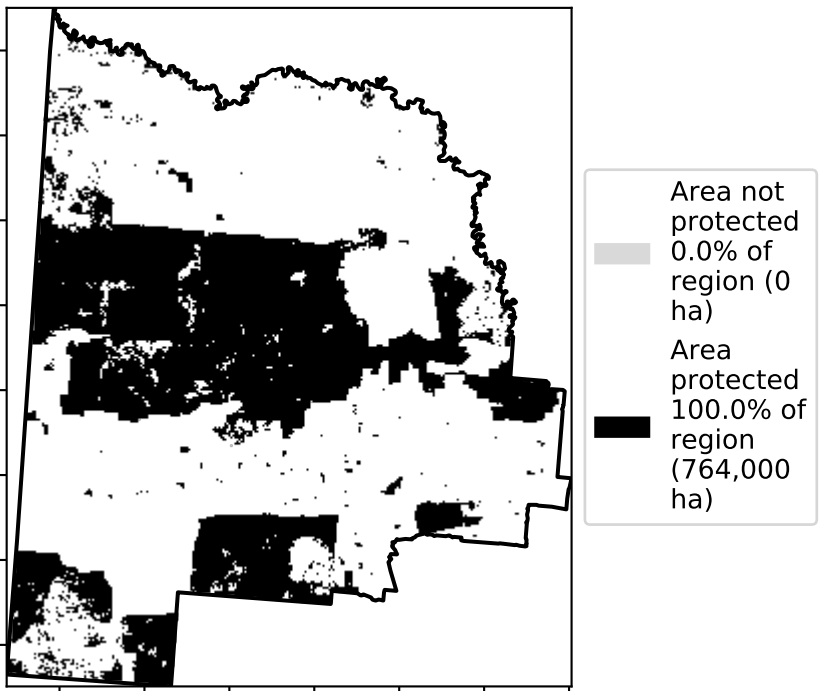 Area not
protected
0.0% of
region (0
ha)
Area
protected
100.0% of
region
(764,000
ha)